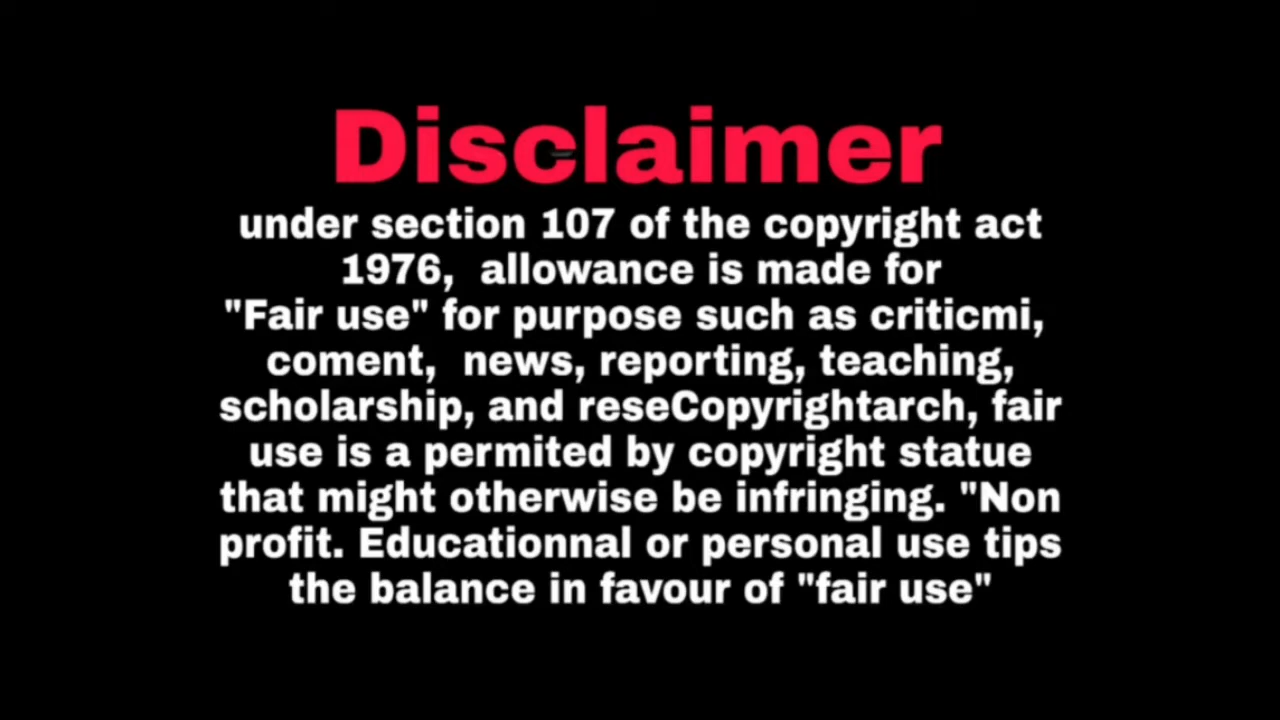 Disclaimer
under section 107 of the copyright act
1976,  allowance is made for
"Fair use" for purpose such as criticmi,
coment,  news, reporting, teaching,
scholarship, and reseCopyrightarch, fair
use is a permited by copyright statue
that might otherwise be infringing. "Non
profit. Educationnal or personal use tips
the balance in favour of "fair use"